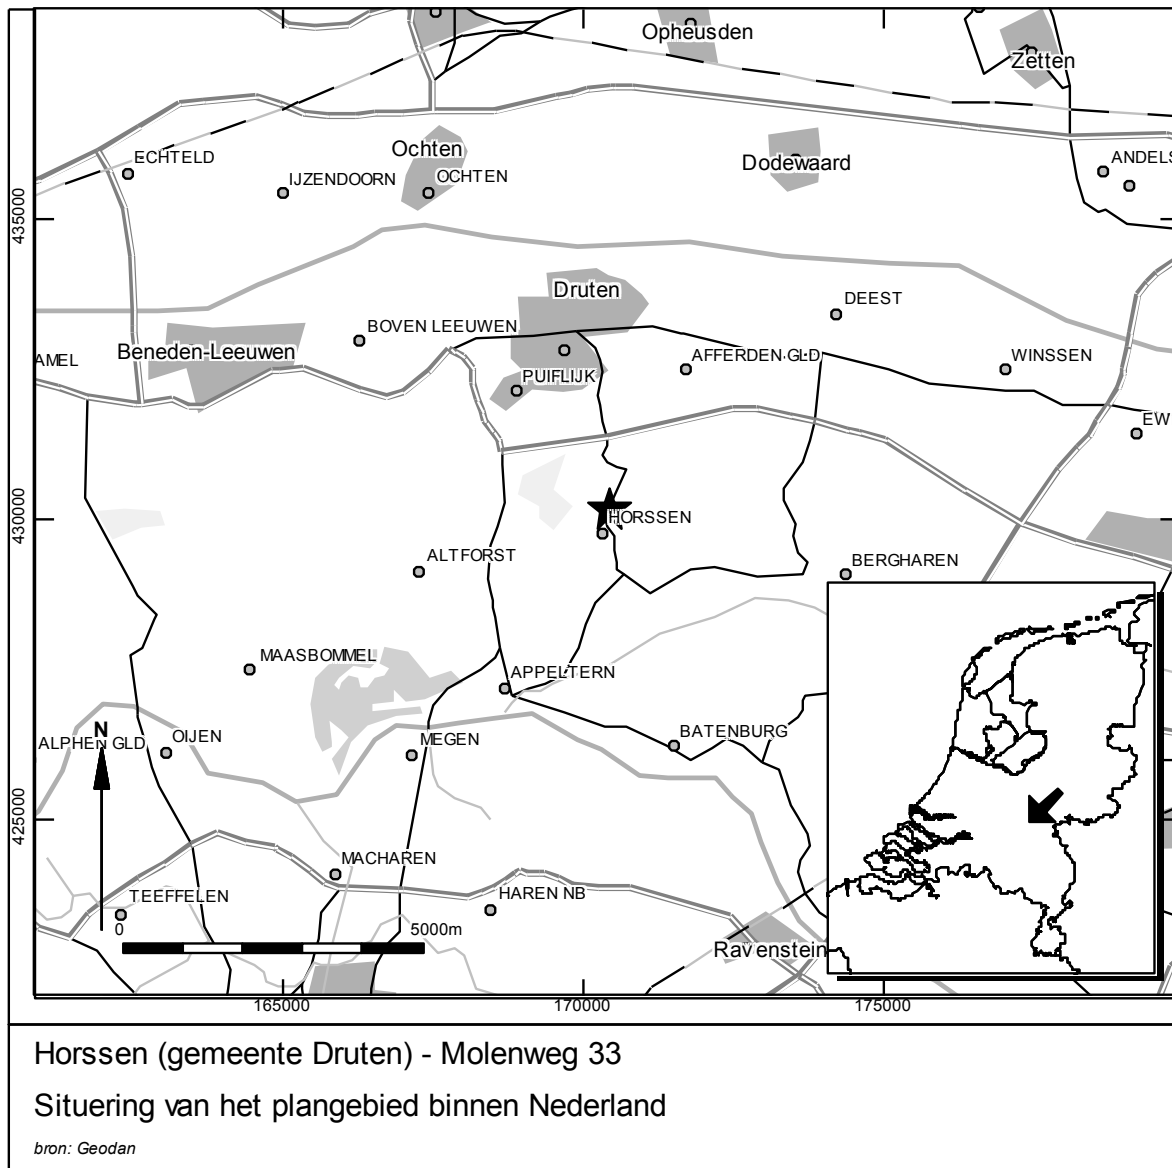 Opheusden
Zetten
ECHTELD
Ochten
IJZENDOORN
OCHTEN
Dodewaard
ANDELS
435000
Druten
DEEST
BOVEN LEEUWEN
Beneden-Leeuwen
AMEL
AFFERDEN GLD
WINSSEN
PUIFLIJK
EW
430000
HORSSEN
ALTFORST
BERGHAREN
MAASBOMMEL
APPELTERN
N
ALPHEN GLD
OIJEN
MEGEN
BATENBURG
425000
MACHAREN
TEEFFELEN
HAREN NB
0
5000m
Ravenstein
165000
170000
175000
Horssen (gemeente Druten) - Molenweg 33
Situering van het plangebied binnen Nederland
bron: Geodan